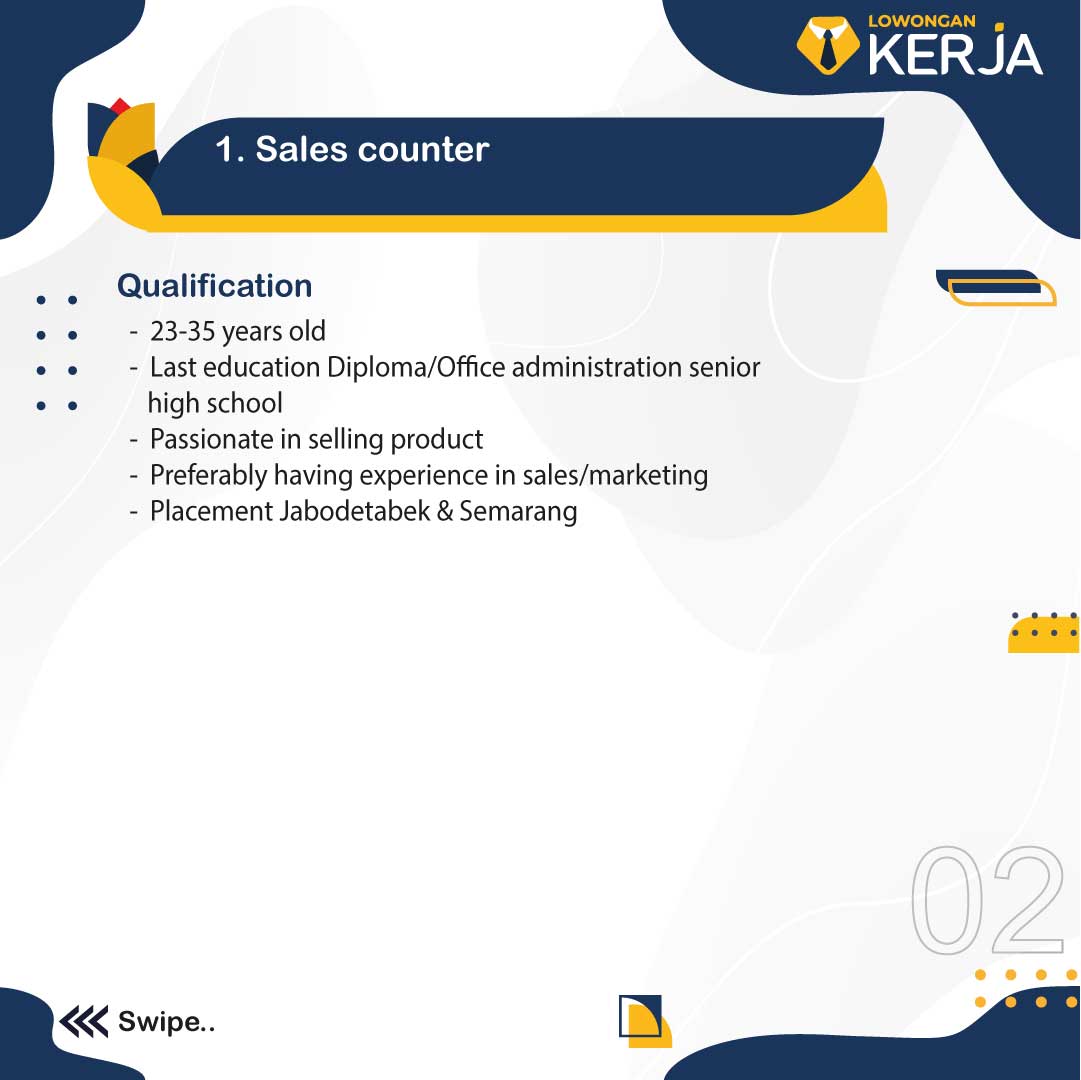 LOWONGAN
KERJA
1. Sales counter
Qualification
- 23-35 years old
- Last education Diploma/Office administration senior
high school
- Passionate in selling product
- Preferably having experience in sales/marketing
- Placement Jabodetabek & Semarang
02
Swipe..